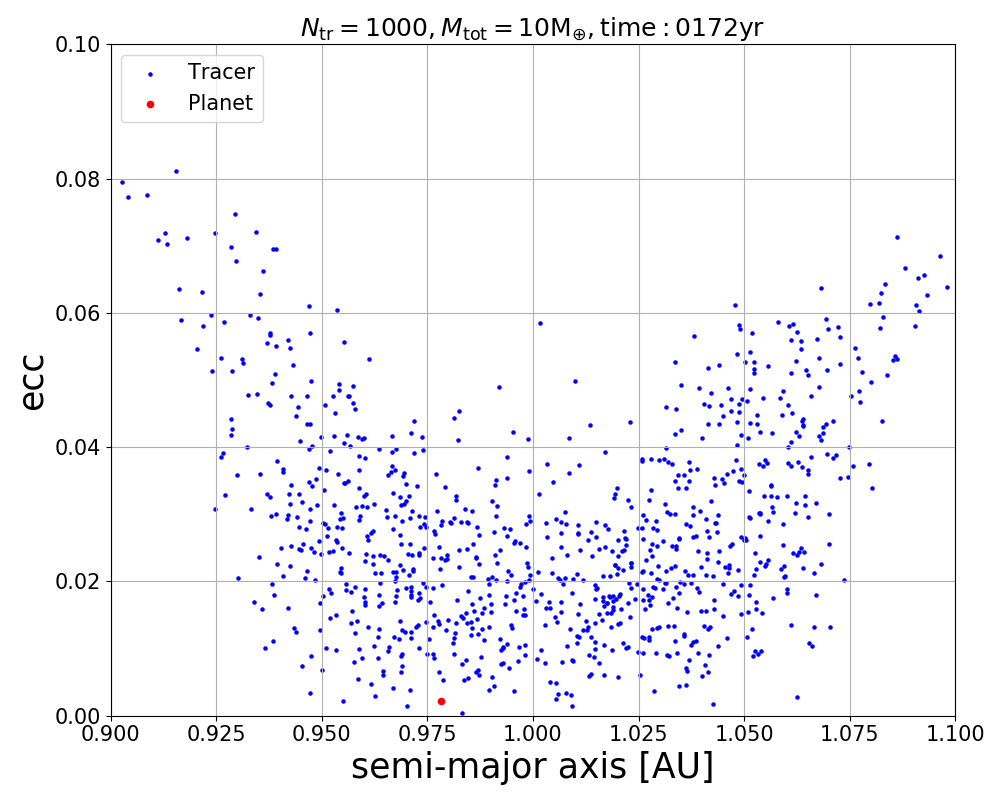 N_tr = 1000, M_tot = 10M_⊕, time : 0172yr
Tracer
Planet
0.10
0.08
0.06
0.04
0.02
0.00
ecc
0.900 0.925 0.950 0.975 1.000 1.025 1.050 1.075 1.100
semi-major axis [AU]